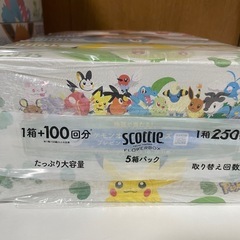 1箱+100回分
scottie
FLOWERBOX
1箱250
たっぷり大容量
5箱パック
取り替え回数